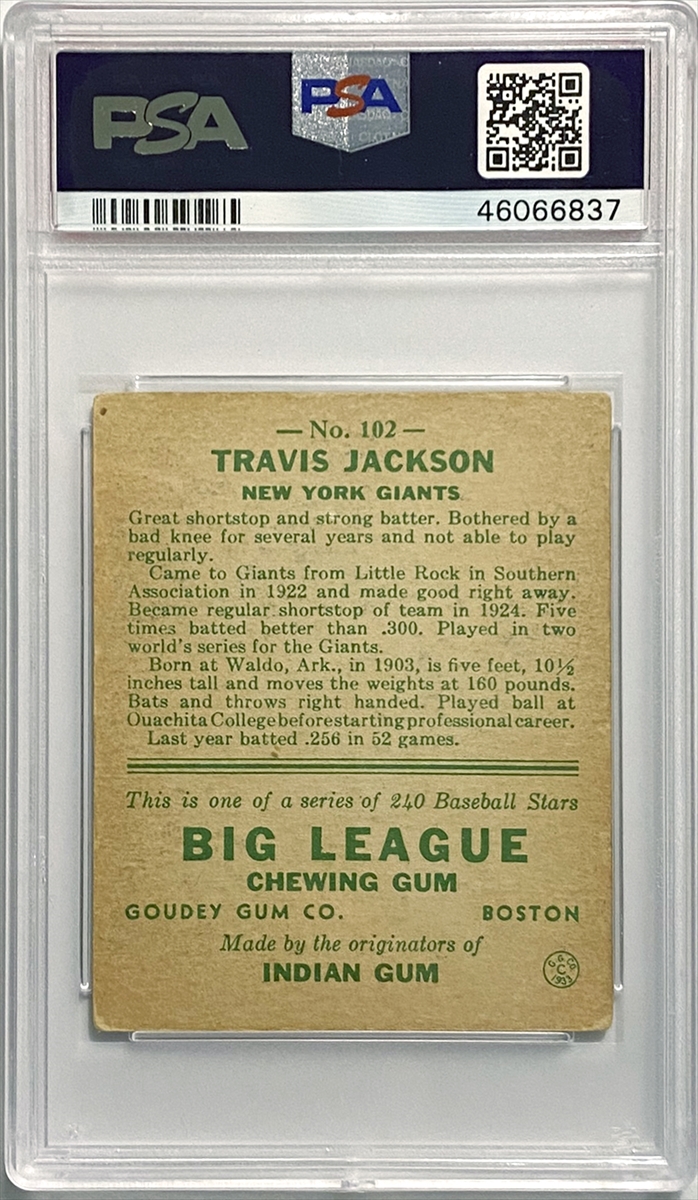 PSA
PSA
46066837
— No. 102 —
TRAVIS JACKSON
NEW YORK GIANTS
Great shortstop and strong batter. Bothered by a
bad knee for several years and not able to play
regularly.
Came to Giants from Little Rock in Southern
Association in 1922 and made good right away.
Became regular shortstop of team in 1924. Five
times batted better than .300. Played in two
world's series for the Giants.
Born at Waldo, Ark., in 1903, is five feet, 10½
inches tall and moves the weights at 160 pounds.
Bats and throws right handed. Played ball at
Ouachita College before starting professional career.
Last year batted .256 in 52 games.
This is one of a series of 240 Baseball Stars
BIG LEAGUE
CHEWING GUM
GOUDEY GUM CO. BOSTON
Made by the originators of
INDIAN GUM
G. G. CO.
C
1933